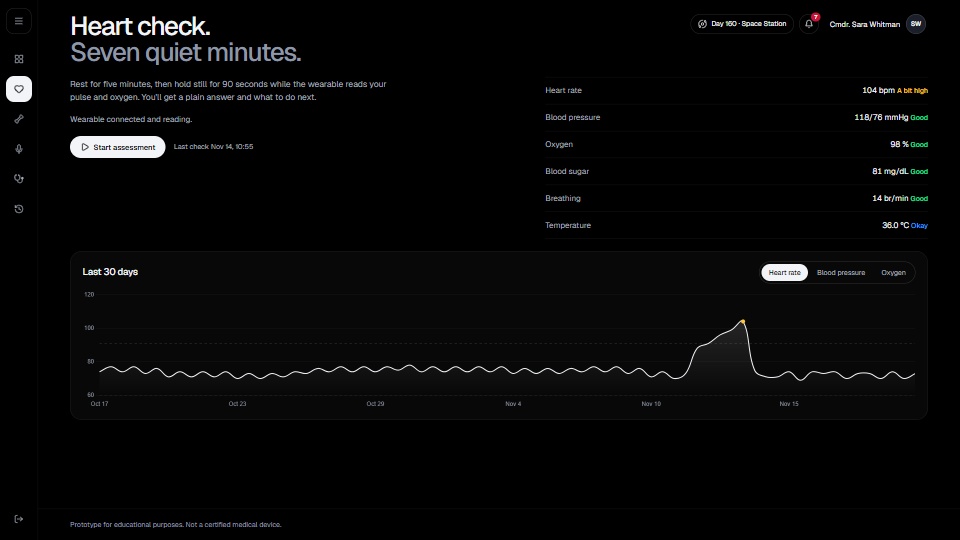 Heart check.
Seven quiet minutes.
Day 160 · Space Station
7
Cmdr. Sara Whitman
SW
Rest for five minutes, then hold still for 90 seconds while the wearable reads your
pulse and oxygen. You'll get a plain answer and what to do next.
Wearable connected and reading.
Start assessment
Last check Nov 14, 10:55
Heart rate 104 bpm A bit high
Blood pressure 118/76 mmHg Good
Oxygen 98 % Good
Blood sugar 81 mg/dL Good
Breathing 14 br/min Good
Temperature 36.0 °C Okay
Last 30 days
Heart rate Blood pressure Oxygen
120
100
80
60
Oct 17 Oct 23 Oct 29 Nov 4 Nov 10 Nov 15
Prototype for educational purposes. Not a certified medical device.